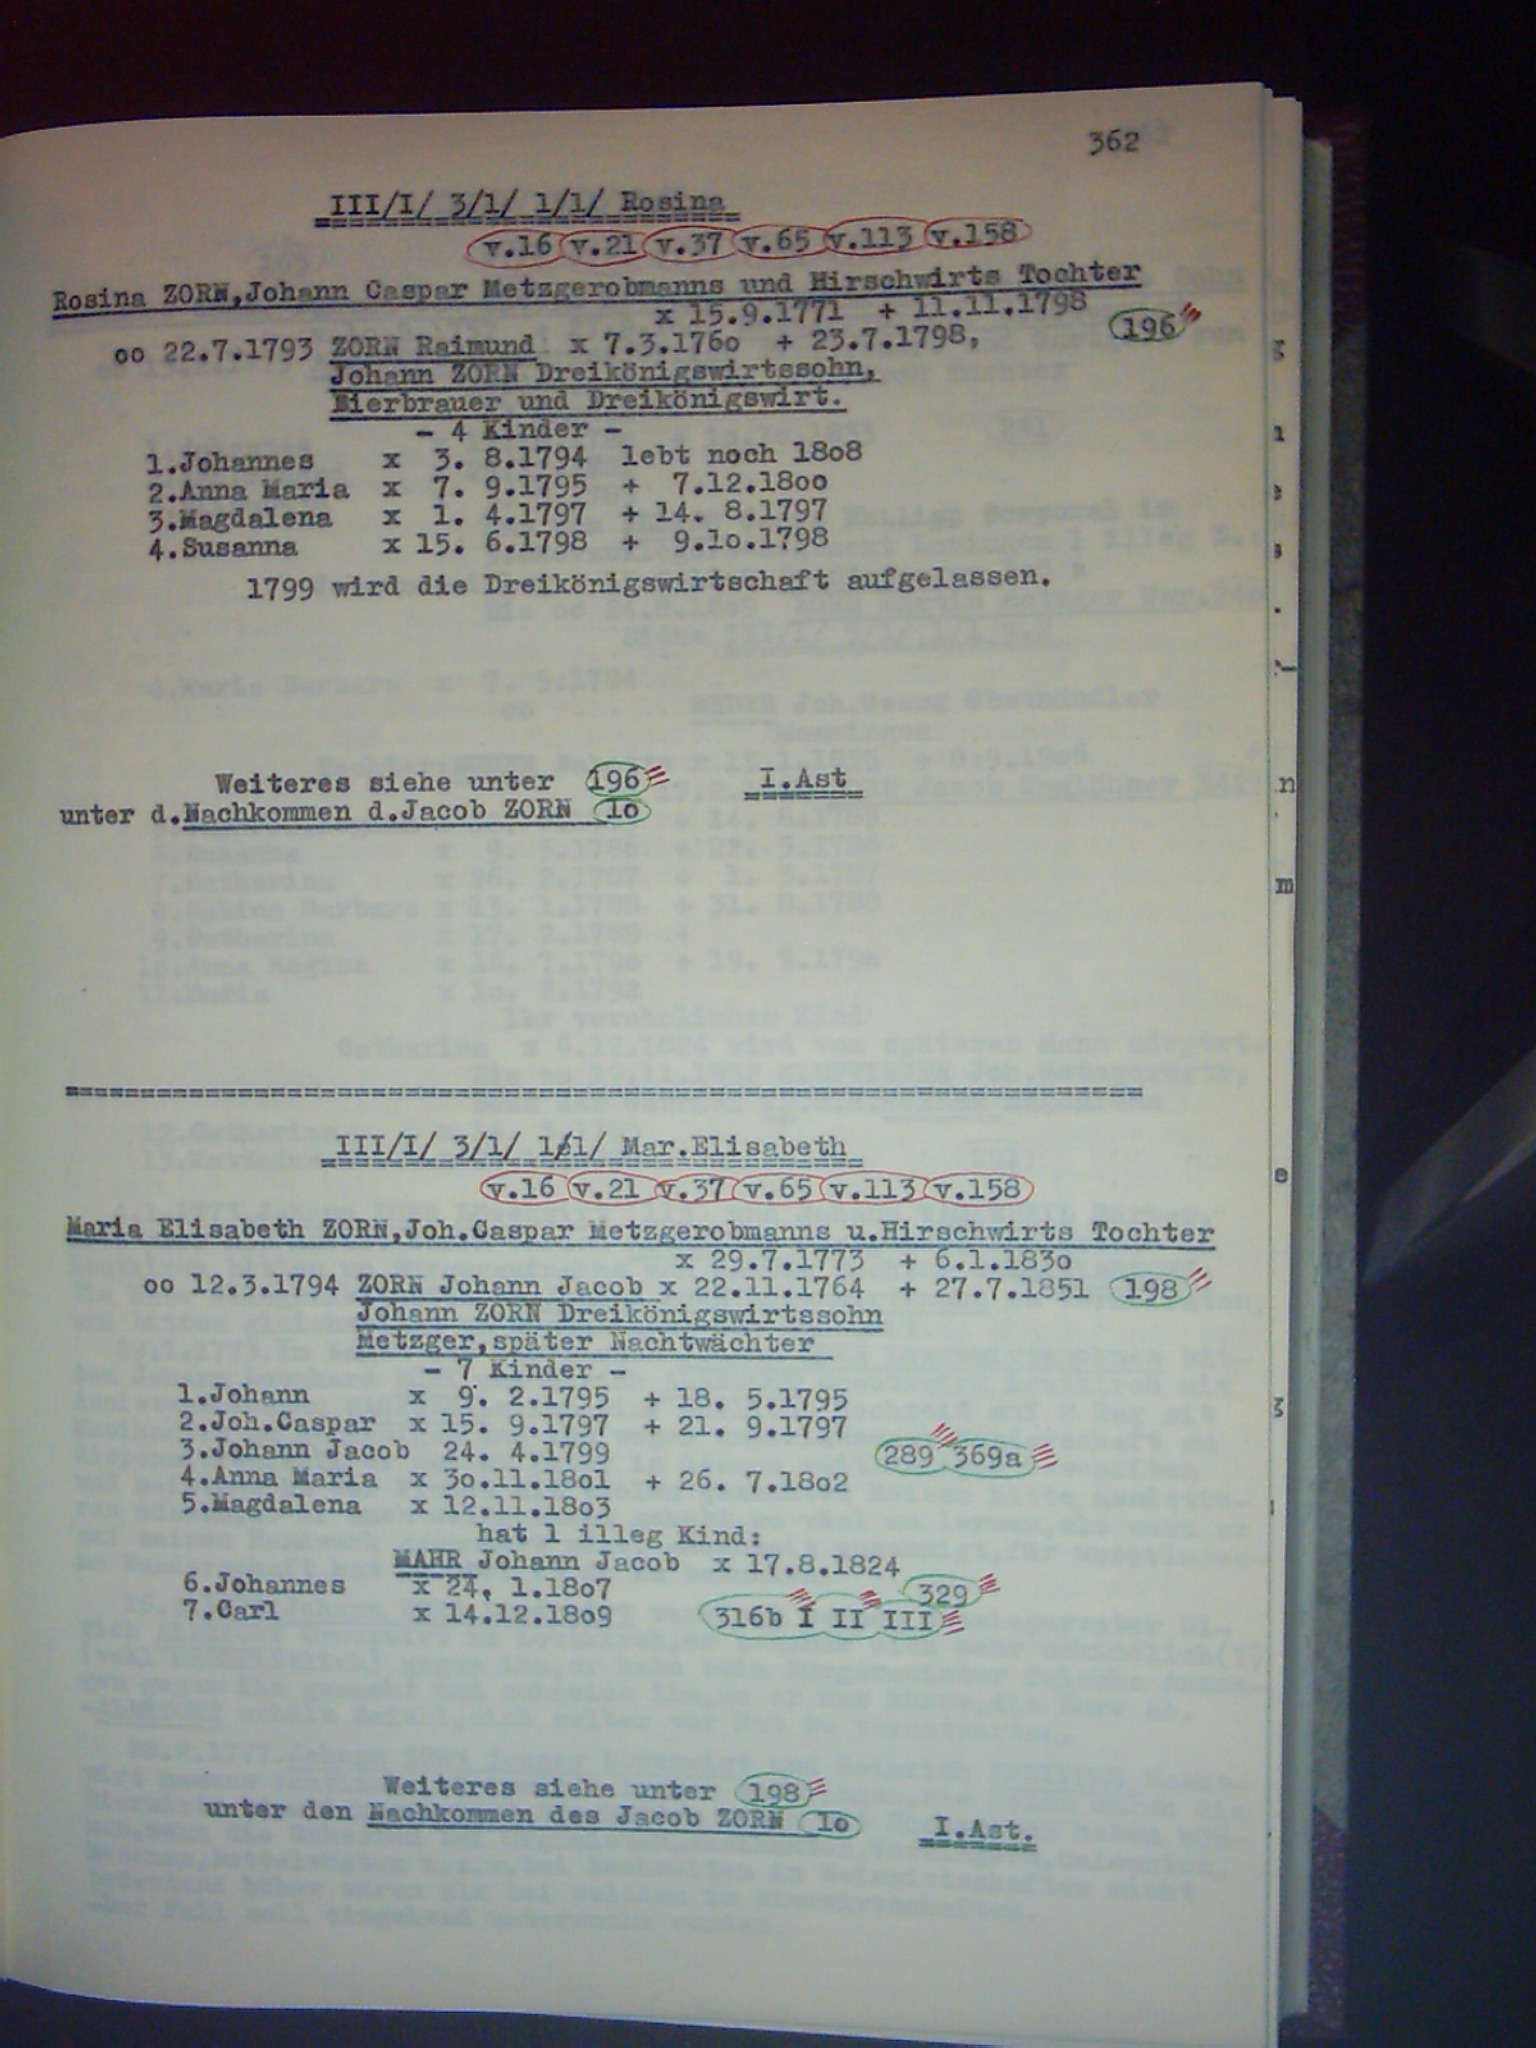 362
III/I/ 3/1/ 1/1/ Rosina
v.16 v.21 v.37 v.65 v.113 v.158
Rosina ZORN,Johann Caspar Metzgerobmanns und Hirschwirts Tochter
x 15.9.1771 + 11.11.1798
oo 22.7.1793 ZORN Raimund x 7.3.176o + 23.7.1798, 196
Johann ZORN Dreikönigswirtssohn,
Bierbrauer und Dreikönigswirt.
- 4 Kinder -
1.Johannes x 3. 8.1794 lebt noch 18o8
2.Anna Maria x 7. 9.1795 + 7.12.18oo
3.Magdalena x 1. 4.1797 + 14. 8.1797
4.Susanna x 15. 6.1798 + 9.1o.1798
1799 wird die Dreikönigswirtschaft aufgelassen.
Weiteres siehe unter 196 I.Ast
unter d.Nachkommen d.Jacob ZORN 1o
III/I/ 3/1/ 1/1/ Mar.Elisabeth
v.16 v.21 v.37 v.65 v.113 v.158
Maria Elisabeth ZORN,Joh.Caspar Metzgerobmanns u.Hirschwirts Tochter
x 29.7.1773 + 6.1.183o
oo 12.3.1794 ZORN Johann Jacob x 22.11.1764 + 27.7.1851 198
Johann ZORN Dreikönigswirtssohn
Metzger,später Nachtwächter
- 7 Kinder -
1.Johann x 9. 2.1795 + 18. 5.1795
2.Joh.Caspar x 15. 9.1797 + 21. 9.1797
3.Johann Jacob 24. 4.1799 289 369a
4.Anna Maria x 3o.11.18o1 + 26. 7.18o2
5.Magdalena x 12.11.18o3
hat 1 illeg Kind:
MAHR Johann Jacob x 17.8.1824
6.Johannes x 24. 1.18o7 329
7.Carl x 14.12.18o9 316b I II III
Weiteres siehe unter 198
unter den Nachkommen des Jacob ZORN 1o I.Ast.